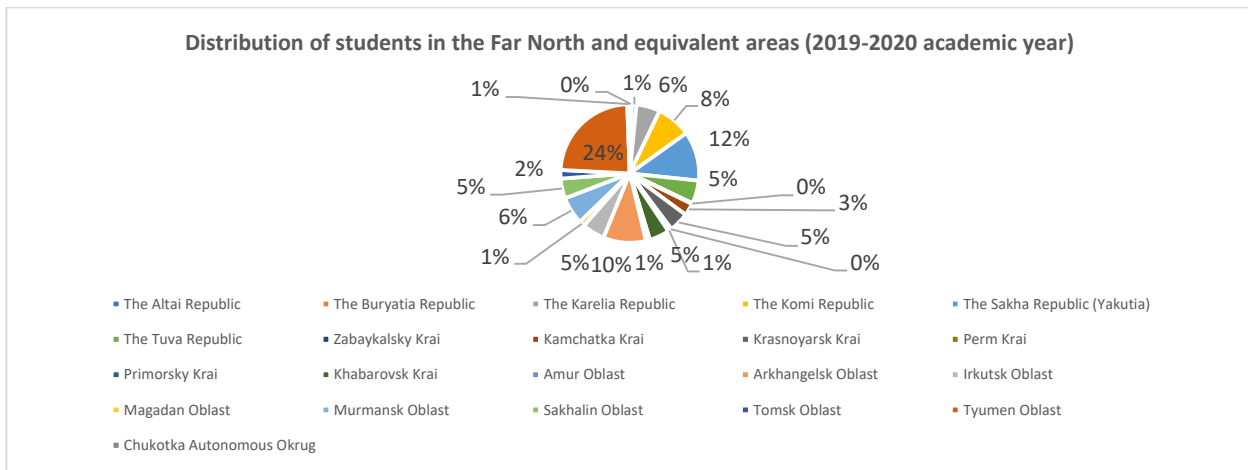 Distribution of students in the Far North and equivalent areas (2019-2020 academic year)
1% 0% 1% 6%
8%
12%
24%
2% 5% 0%
5% 3%
6% 5%
1% 5% 10% 1% 5% 1% 0%
The Altai Republic The Buryatia Republic The Karelia Republic The Komi Republic The Sakha Republic (Yakutia)
The Tuva Republic Zabaykalsky Krai Kamchatka Krai Krasnoyarsk Krai Perm Krai
Primorsky Krai Khabarovsk Krai Amur Oblast Arkhangelsk Oblast Irkutsk Oblast
Magadan Oblast Murmansk Oblast Sakhalin Oblast Tomsk Oblast Tyumen Oblast
Chukotka Autonomous Okrug